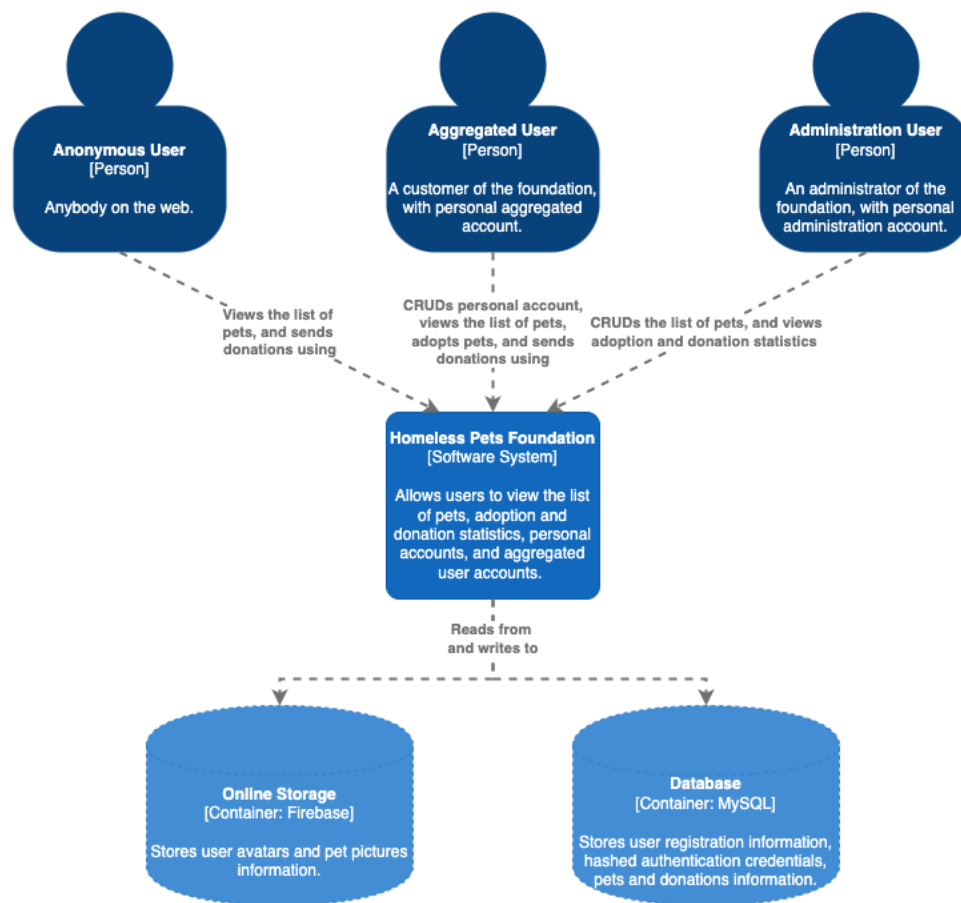 Anonymous User
[Person]
Anybody on the web.
Aggregated User
[Person]
A customer of the foundation,
with personal aggregated
account.
Administration User
[Person]
An administrator of the
foundation, with personal
administration account.
Views the list of
pets, and sends
donations using
CRUDs personal account,
views the list of pets,
adopts pets, and sends
donations using
CRUDs the list of pets, and views
adoption and donation statistics
Homeless Pets Foundation
[Software System]
Allows users to view the list
of pets, adoption and
donation statistics, personal
accounts, and aggregated
user accounts.
Reads from
and writes to
Online Storage
[Container: Firebase]
Stores user avatars and pet pictures
information.
Database
[Container: MySQL]
Stores user registration information,
hashed authentication credentials,
pets and donations information.